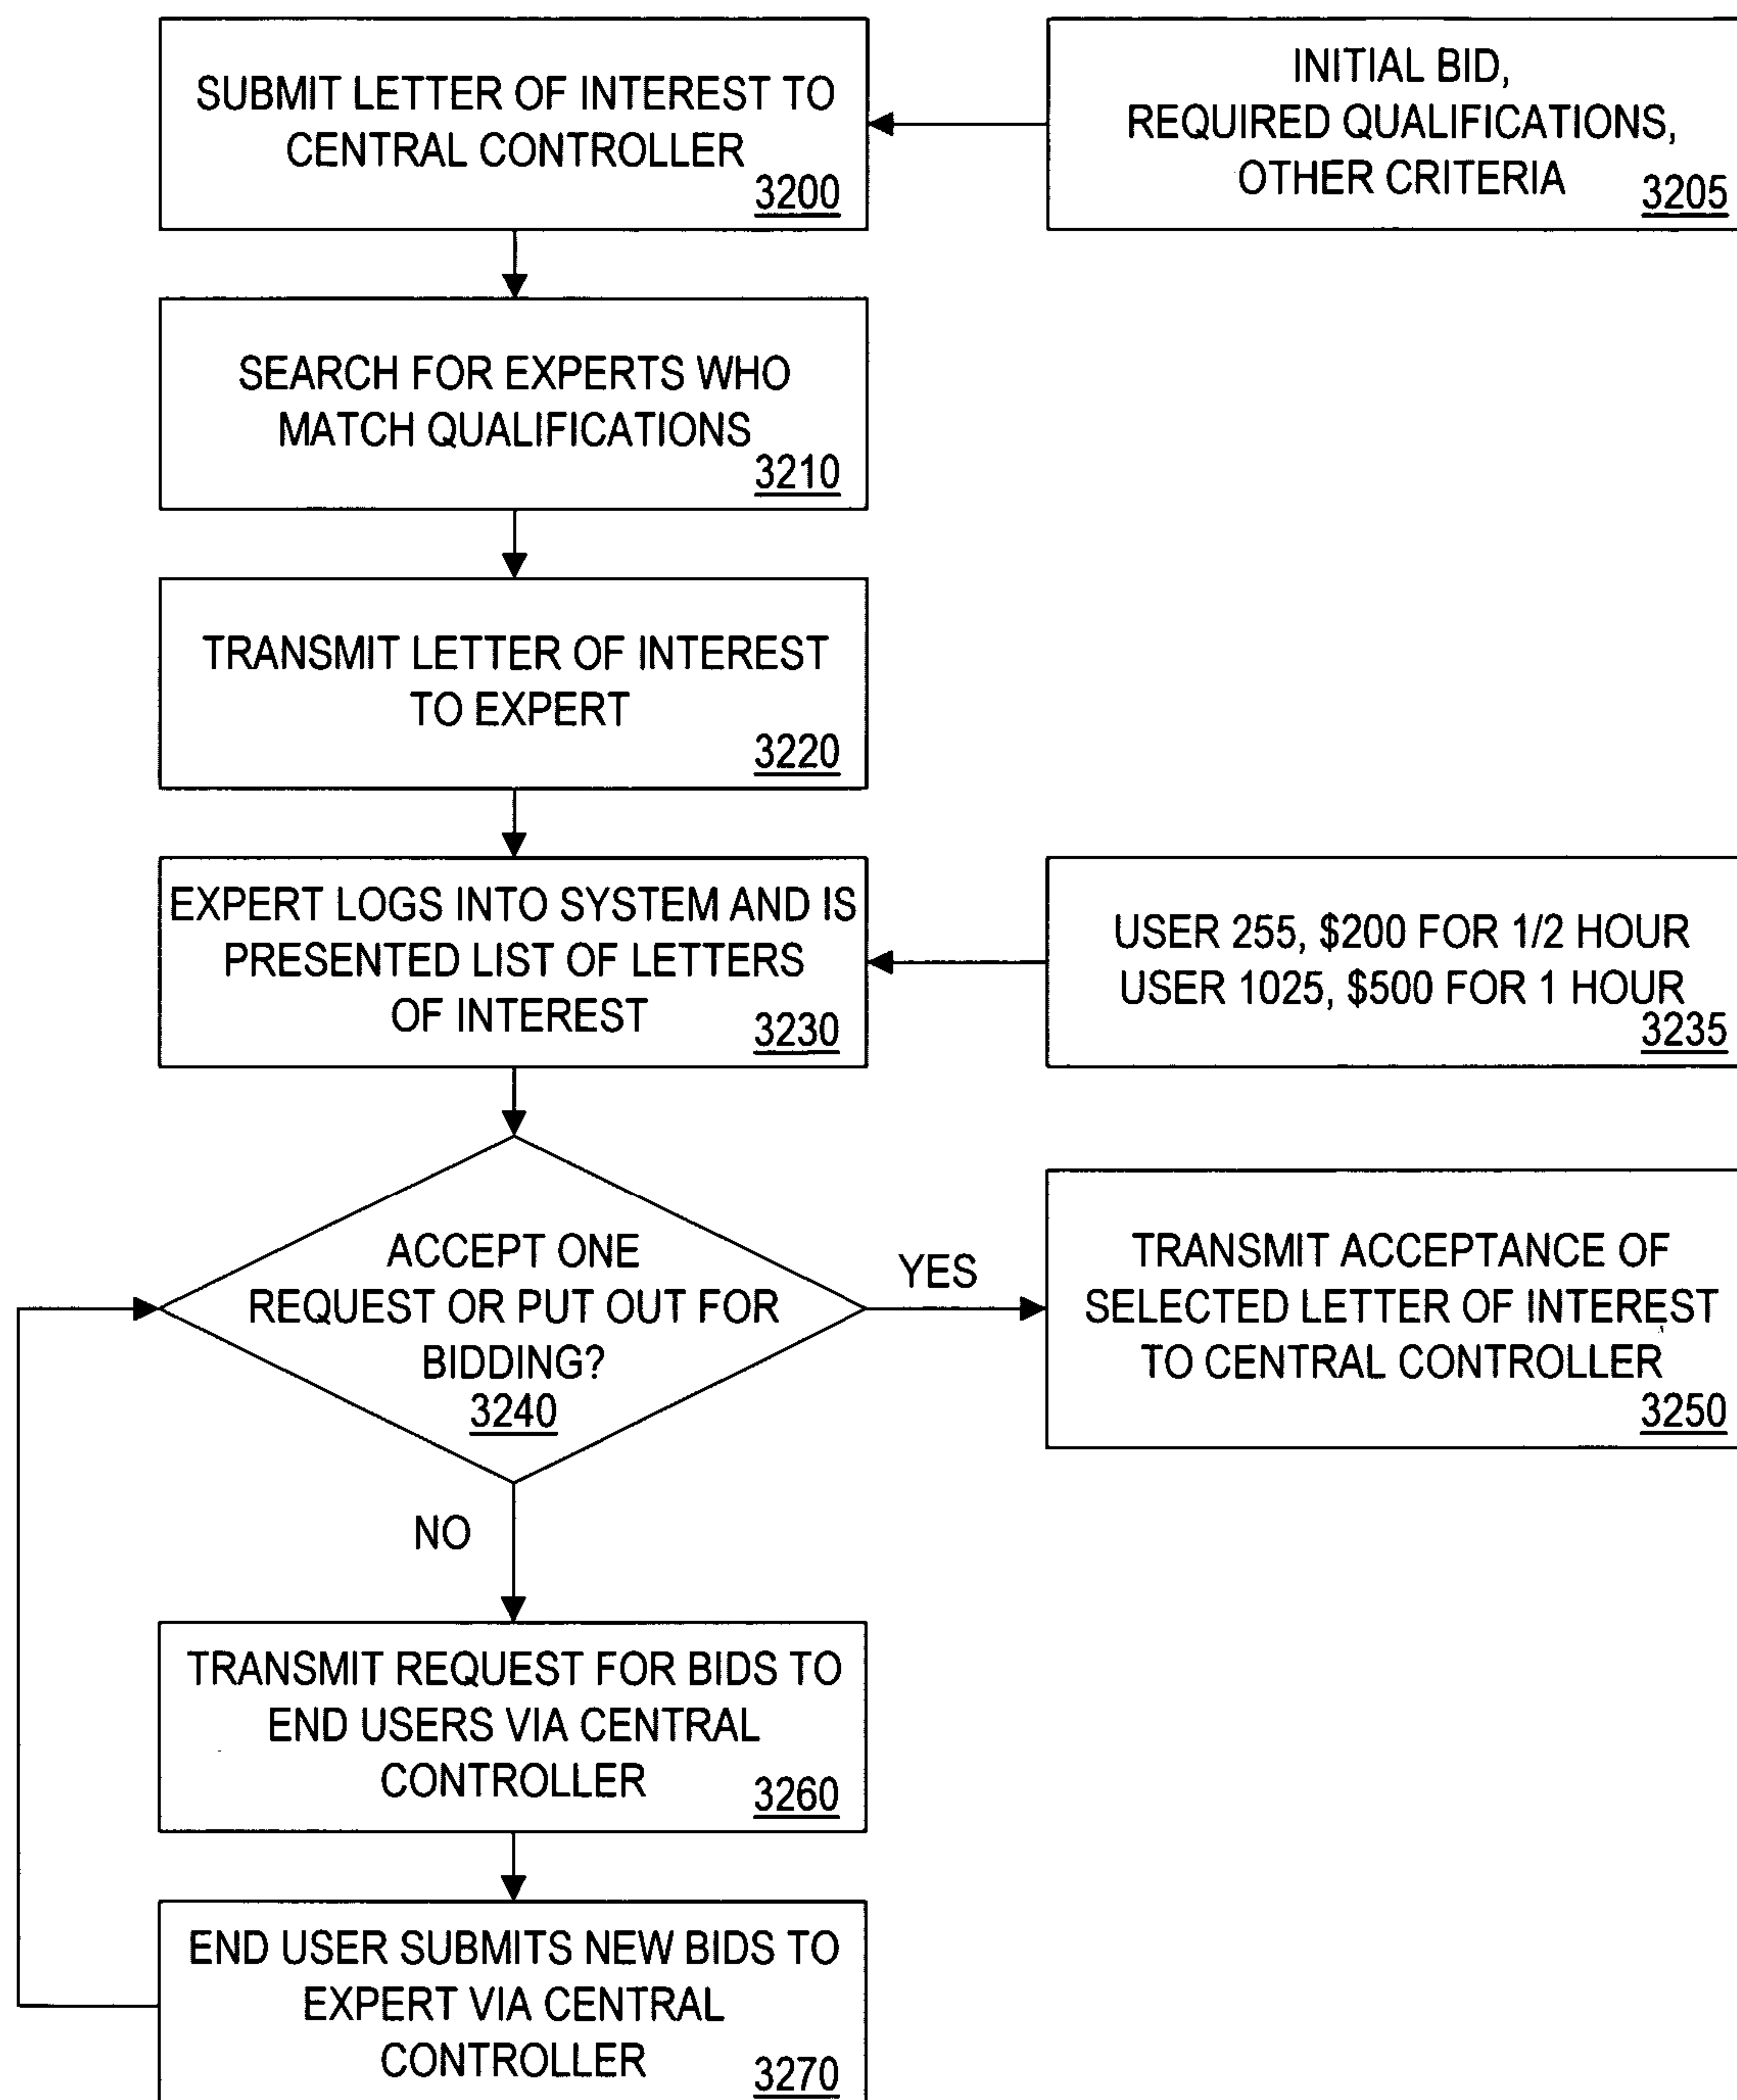 SUBMIT LETTER OF INTEREST TO
CENTRAL CONTROLLER
3200
INITIAL BID,
REQUIRED QUALIFICATIONS,
OTHER CRITERIA
3205
SEARCH FOR EXPERTS WHO
MATCH QUALIFICATIONS
3210
TRANSMIT LETTER OF INTEREST
TO EXPERT
3220
EXPERT LOGS INTO SYSTEM AND IS
PRESENTED LIST OF LETTERS
OF INTEREST
3230
USER 255, $200 FOR 1/2 HOUR
USER 1025, $500 FOR 1 HOUR
3235
ACCEPT ONE
REQUEST OR PUT OUT FOR
BIDDING?
3240
YES
TRANSMIT ACCEPTANCE OF
SELECTED LETTER OF INTEREST
TO CENTRAL CONTROLLER
3250
NO
TRANSMIT REQUEST FOR BIDS TO
END USERS VIA CENTRAL
CONTROLLER
3260
END USER SUBMITS NEW BIDS TO
EXPERT VIA CENTRAL
CONTROLLER
3270